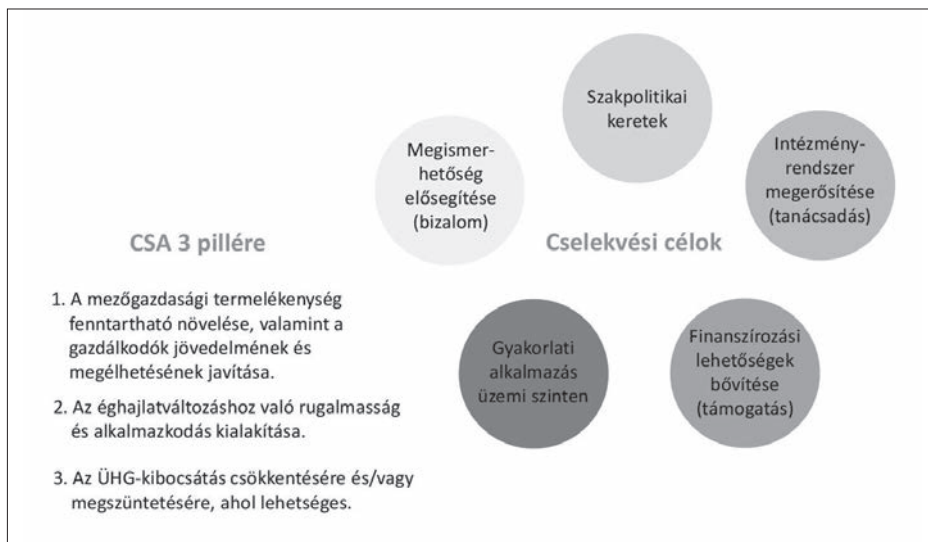 Szakpolitikai
keretek
Megismer-
hetőség
elősegítése
(bizalom)
Intézmény-
rendszer
megerősítése
(tanácsadás)
CSA 3 pillére
Cselekvési célok
1. A mezőgazdasági termelékenység
fenntartható növelése, valamint a
gazdálkodók jövedelmének és
megélhetésének javítása.
2. Az éghajlatváltozáshoz való rugalmasság
és alkalmazkodás kialakítása.
3. Az ÜHG-kibocsátás csökkentésére és/vagy
megszüntetésére, ahol lehetséges.
Gyakorlati
alkalmazás
üzemi szinten
Finanszírozási
lehetőségek
bővítése
(támogatás)